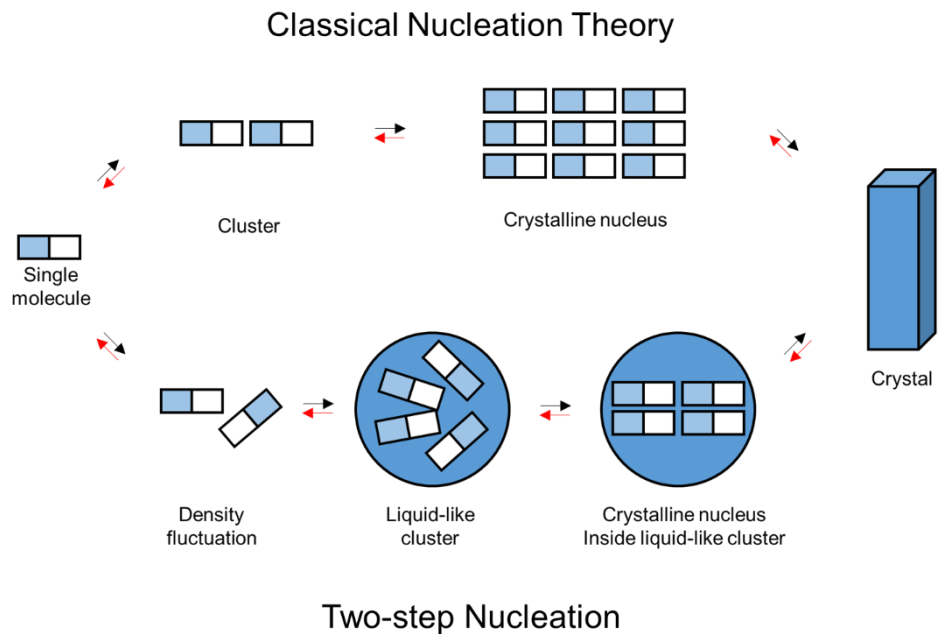 Classical Nucleation Theory
Cluster
Crystalline nucleus
Single
molecule
Crystal
Density
fluctuation
Liquid-like
cluster
Crystalline nucleus
Inside liquid-like cluster
Two-step Nucleation